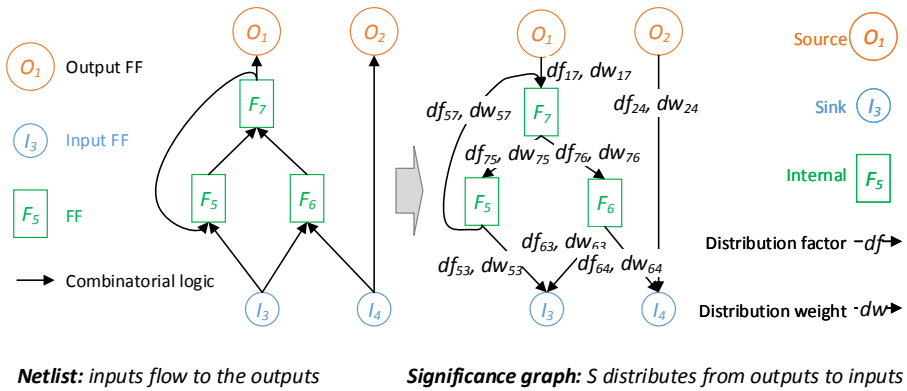 O1 Output FF
I3 Input FF
F5 FF
Combinatorial logic
O1
O2
F7
F5
F6
I3
I4
O1
O2
df17, dw17
df57, dw57
F7
df24, dw24
df75, dw75
df76, dw76
F5
F6
df63, dw63
df53, dw53
df64, dw64
I3
I4
Source O1
Sink I3
Internal F5
Distribution factor df
Distribution weight dw
Netlist: inputs flow to the outputs
Significance graph: S distributes from outputs to inputs